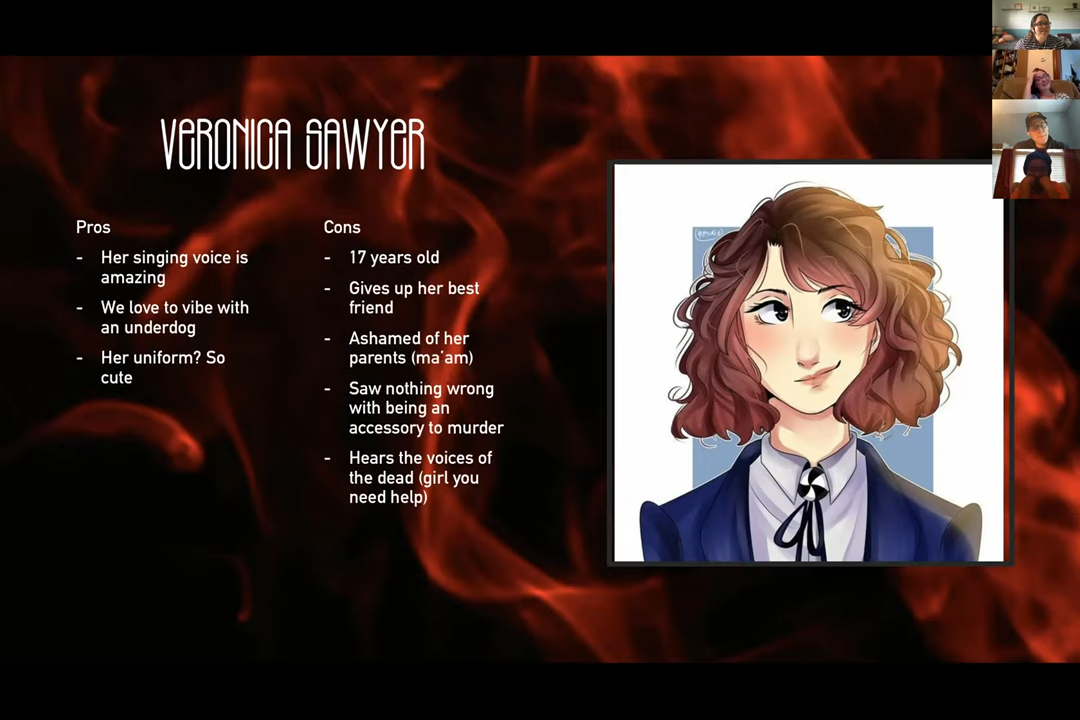 VERONICA SAWYER
Pros
- Her singing voice is
amazing
- We love to vibe with
an underdog
- Her uniform? So
cute
Cons
- 17 years old
- Gives up her best
friend
- Ashamed of her
parents (ma'am)
- Saw nothing wrong
with being an
accessory to murder
- Hears the voices of
the dead (girl you
need help)